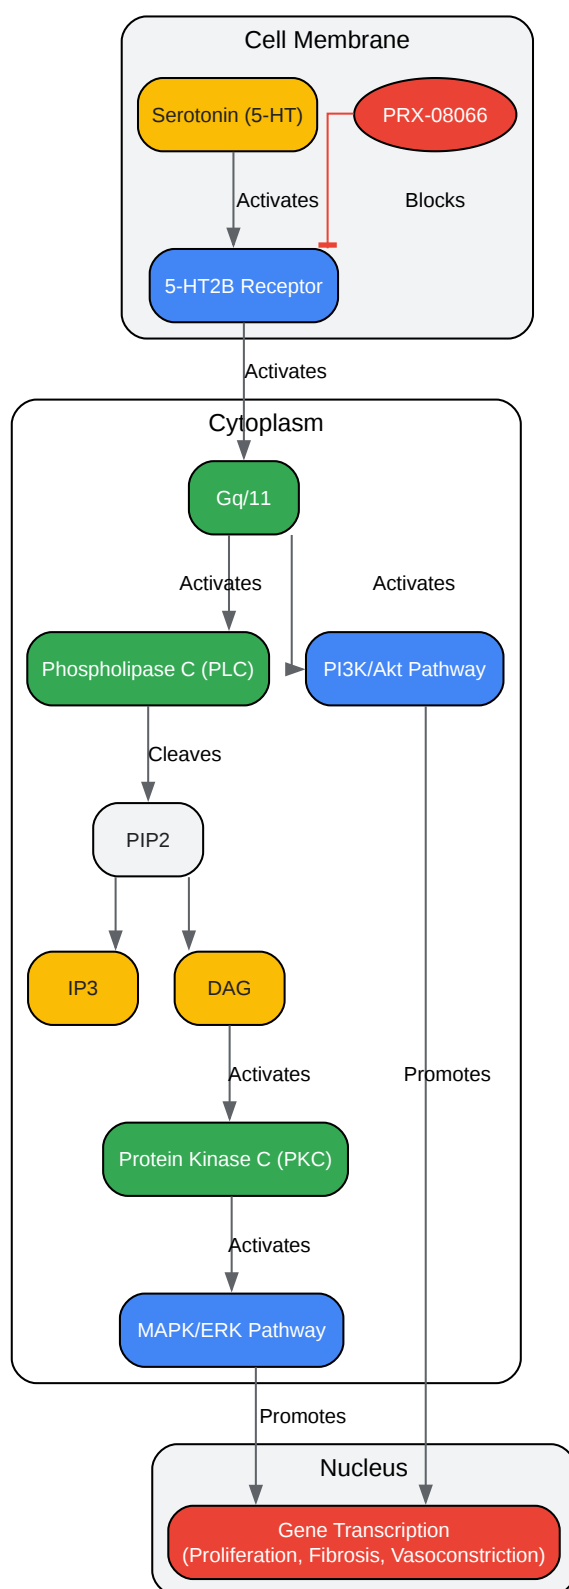 Cell Membrane
Serotonin (5-HT)
PRX-08066
Activates
Blocks
5-HT2B Receptor
Activates
Cytoplasm
Gq/11
Activates
Activates
Phospholipase C (PLC)
PI3K/Akt Pathway
Cleaves
PIP2
IP3
DAG
Activates
Promotes
Protein Kinase C (PKC)
Activates
MAPK/ERK Pathway
Promotes
Nucleus
Gene Transcription
(Proliferation, Fibrosis, Vasoconstriction)